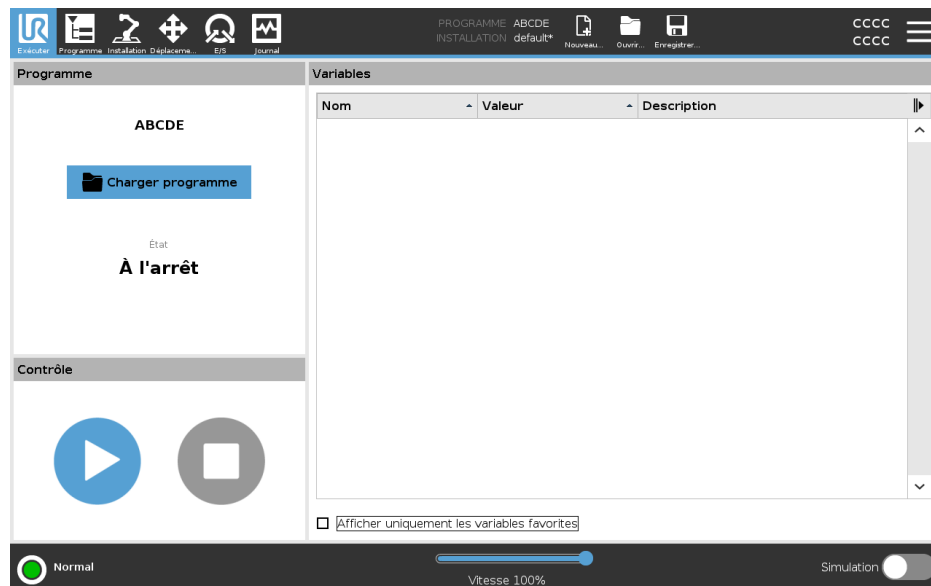 PROGRAMME ABCDE
INSTALLATION default*
CCCC
CCCC
Exécuter Programme Installation Déplaceme... E/S Journal Nouveau... Ouvrir... Enregistrer...
Programme
Variables
Nom Valeur Description
ABCDE
Charger programme
État
À l'arrêt
Contrôle
Afficher uniquement les variables favorites
Normal
Vitesse 100%
Simulation